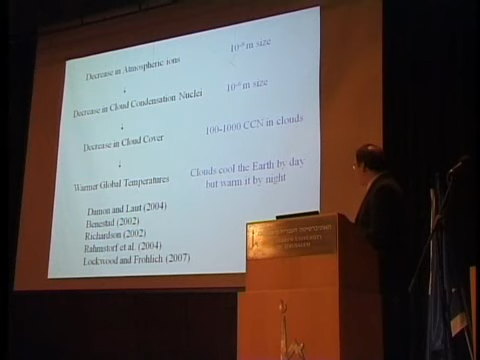 Decrease in Atmospheric ions
10⁻⁹ m size
↓
Decrease in Cloud Condensation Nuclei
10⁻⁶ m size
↓
Decrease in Cloud Cover
100-1000 CCN in clouds
↓
Warmer Global Temperatures
Clouds cool the Earth by day
but warm it by night
Damon and Laut (2004)
Benestad (2002)
Richardson (2002)
Rahmstorf et al. (2004)
Lockwood and Frohlich (2007)